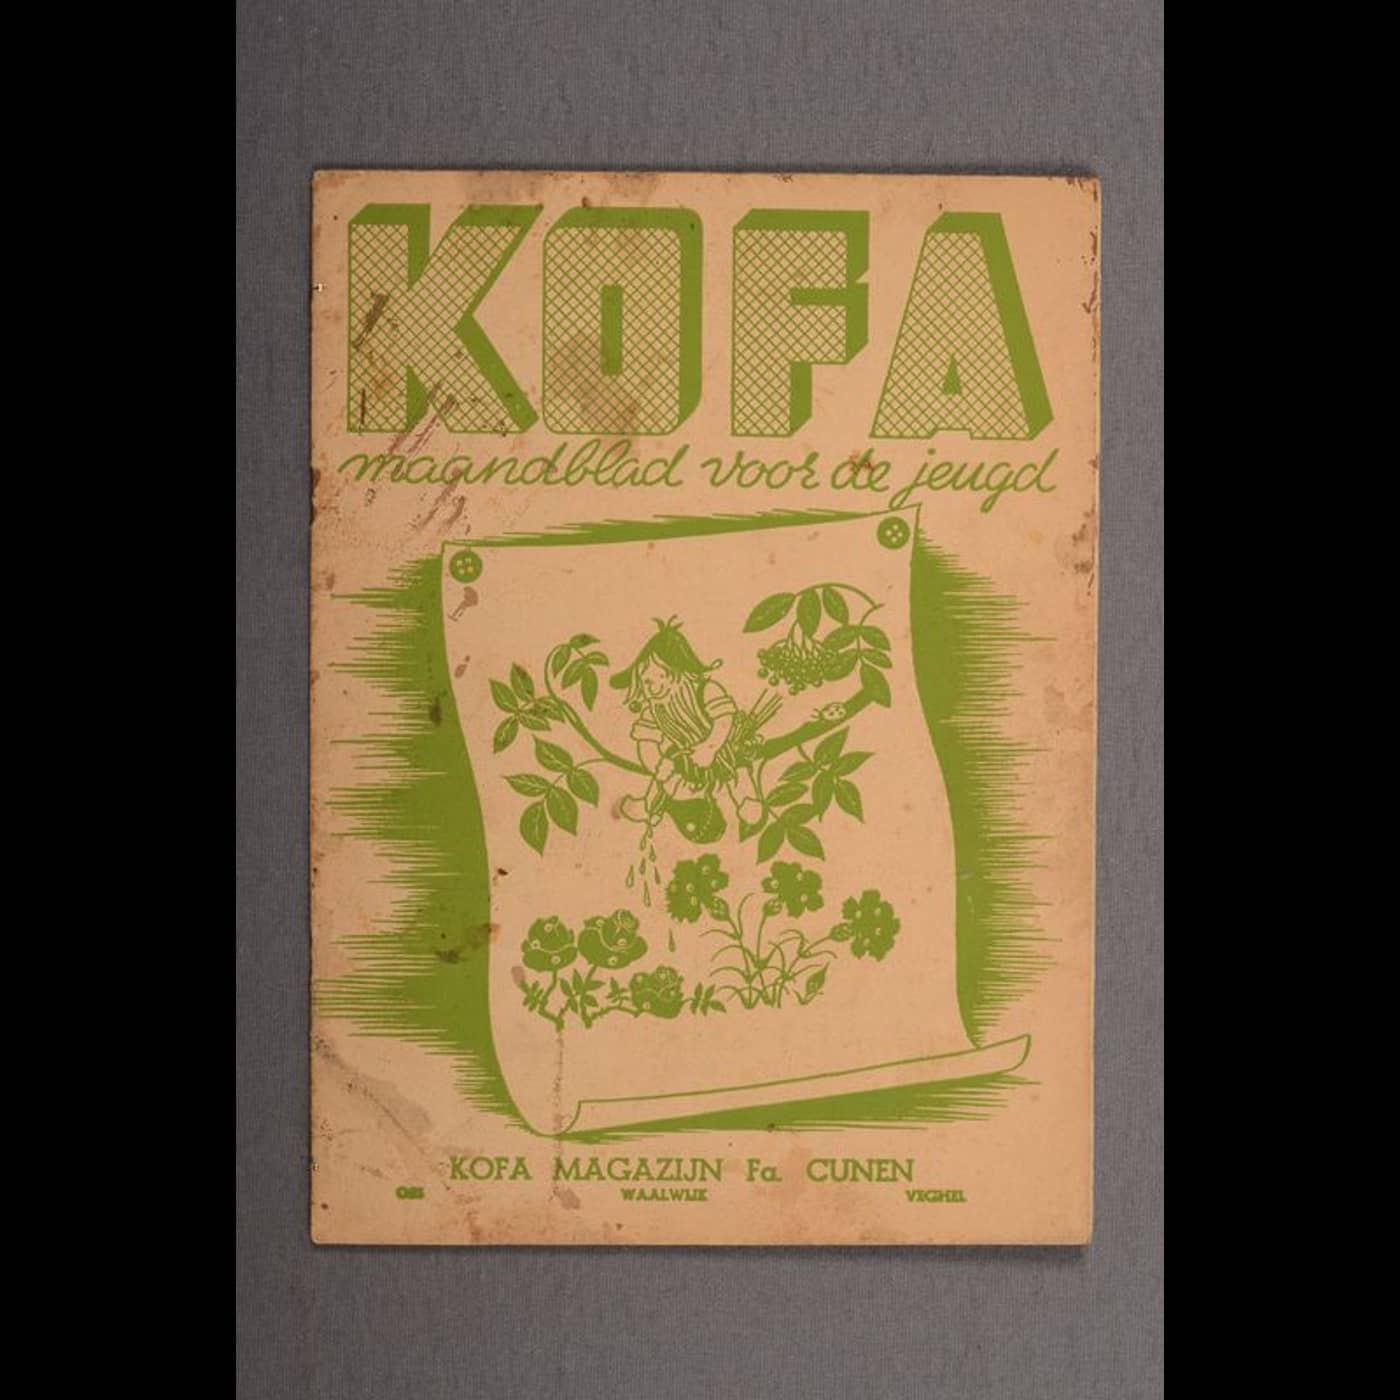 KOFA
maandblad voor de jeugd
KOFA MAGAZIJN Fa. CUNEN
OSS WAALWIJK VEGHEL